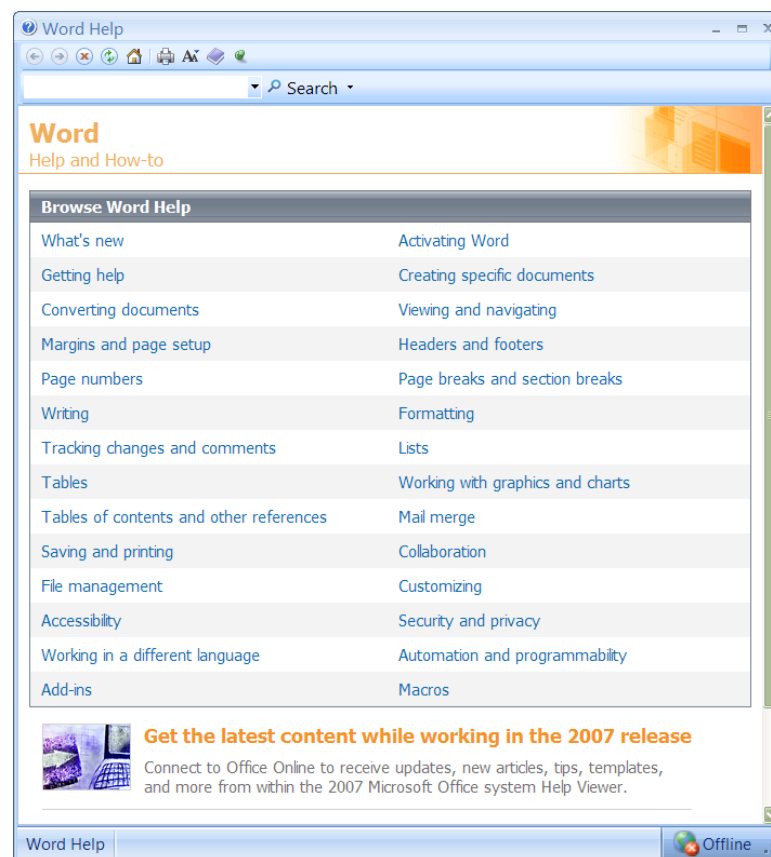 Word Help
Search
Word
Help and How-to
Browse Word Help
What's new Activating Word
Getting help Creating specific documents
Converting documents Viewing and navigating
Margins and page setup Headers and footers
Page numbers Page breaks and section breaks
Writing Formatting
Tracking changes and comments Lists
Tables Working with graphics and charts
Tables of contents and other references Mail merge
Saving and printing Collaboration
File management Customizing
Accessibility Security and privacy
Working in a different language Automation and programmability
Add-ins Macros
Get the latest content while working in the 2007 release
Connect to Office Online to receive updates, new articles, tips, templates,
and more from within the 2007 Microsoft Office system Help Viewer.
Word Help Offline